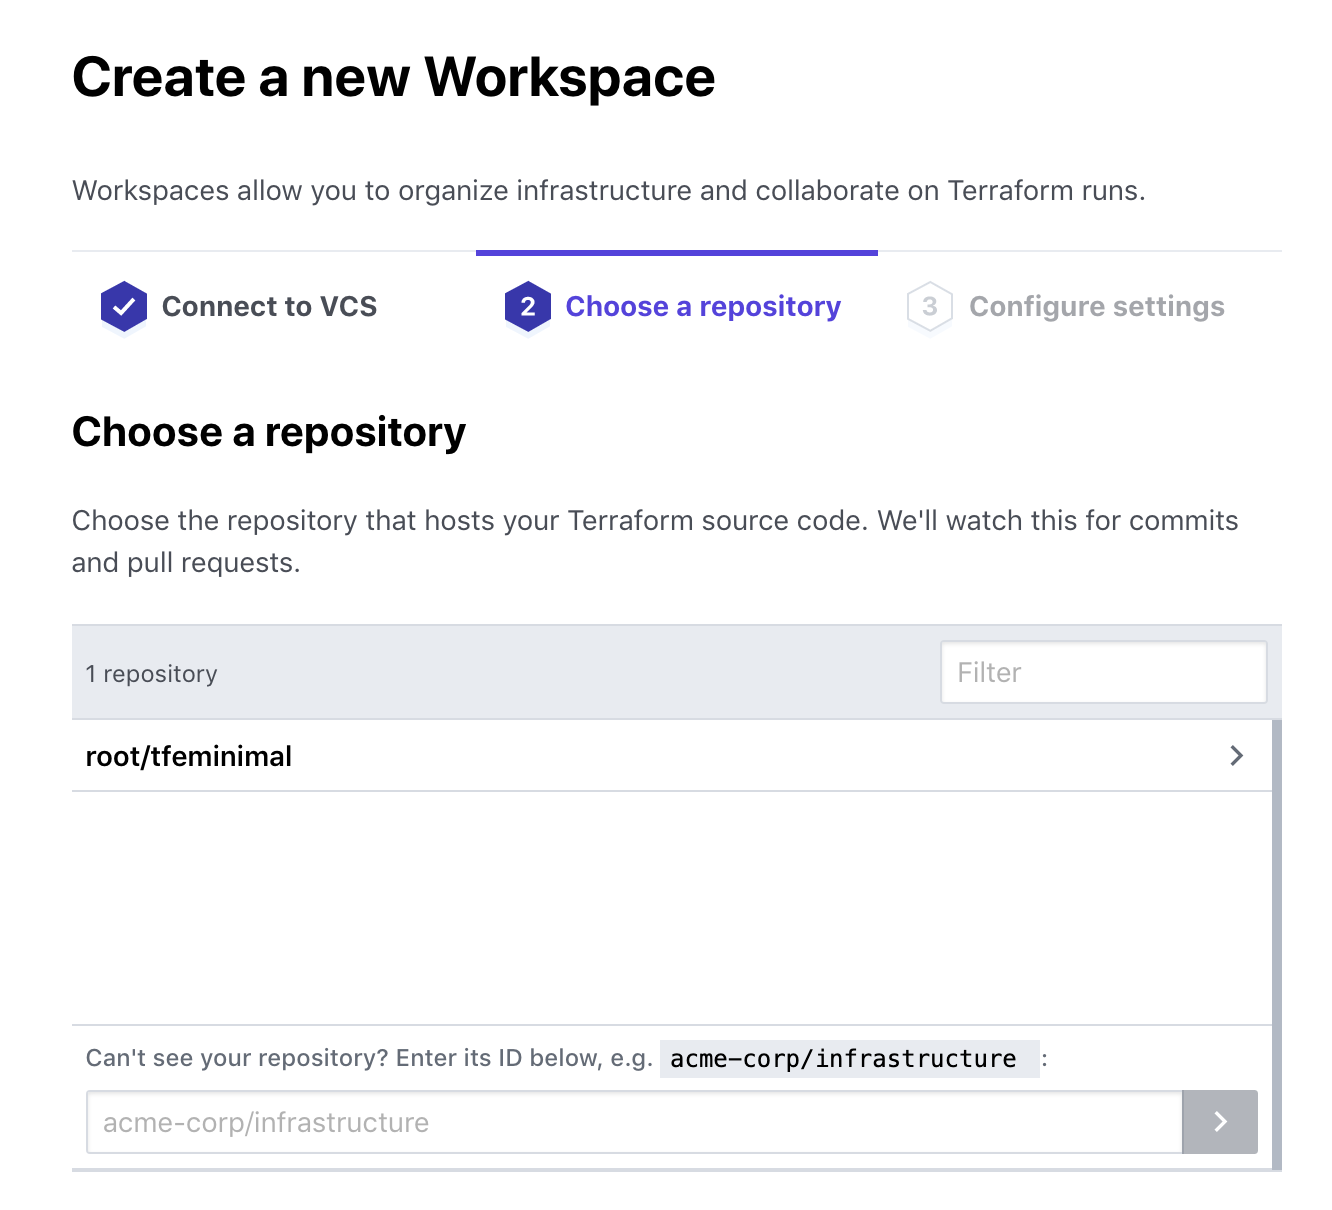 Create a new Workspace
Workspaces allow you to organize infrastructure and collaborate on Terraform runs.
Connect to VCS
2 Choose a repository
3 Configure settings
Choose a repository
Choose the repository that hosts your Terraform source code. We'll watch this for commits
and pull requests.
1 repository
Filter
root/tfeminimal
Can't see your repository? Enter its ID below, e.g. acme-corp/infrastructure :
acme-corp/infrastructure